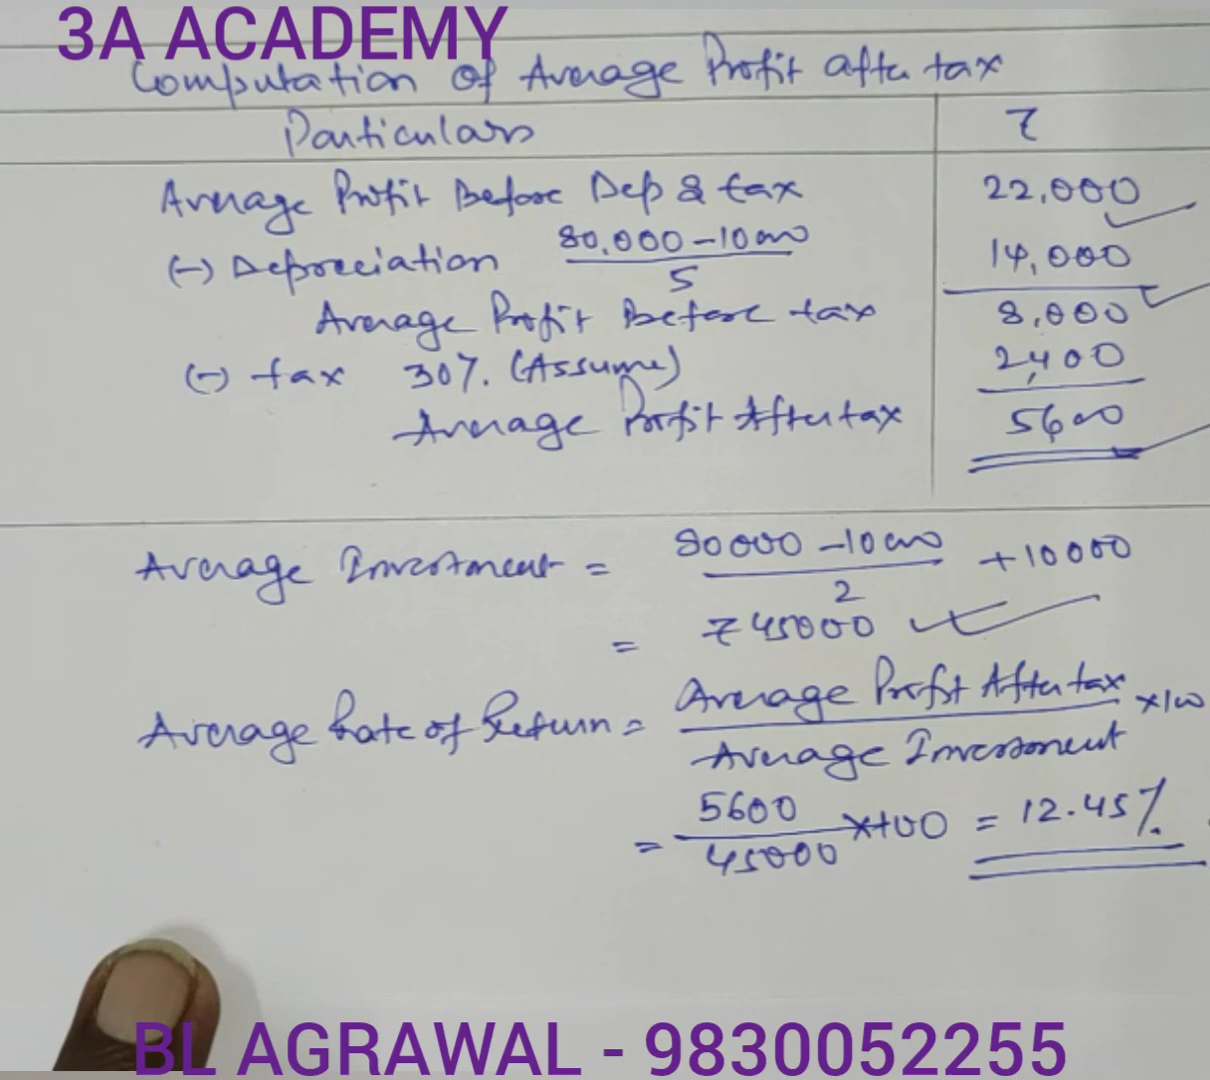 3A ACADEMY
Computation of Average Profit after tax
Particulars ₹
Average Profit Before Dep & tax 22,000
(-) Depreciation 80,000-10000 / 5 14,000
Average Profit Before tax 8,000
(-) tax 30%. (Assume) 2,400
Average Profit After tax 5600
Average Investment = 80000-10000 / 2 +10000
= ₹45000
Average Rate of Return = Average Profit After tax / Average Investment ×100
= 5600 / 45000 ×100 = 12.45%
BL AGRAWAL - 9830052255